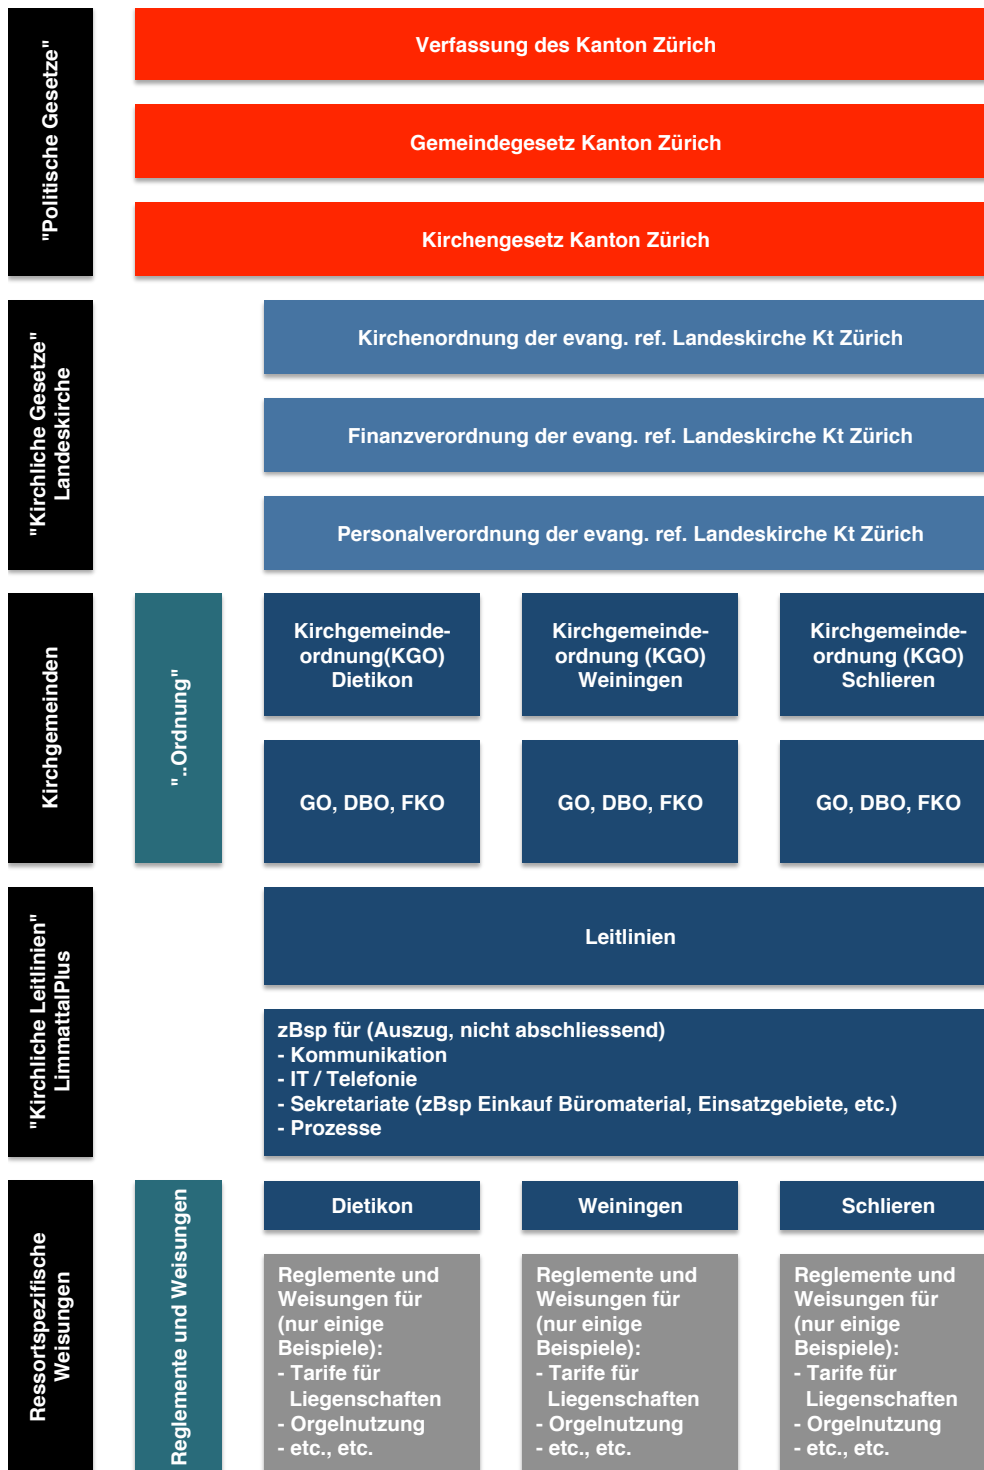 "Politische Gesetze"
Verfassung des Kanton Zürich
Gemeindegesetz Kanton Zürich
Kirchengesetz Kanton Zürich
"Kirchliche Gesetze"
Landeskirche
Kirchenordnung der evang. ref. Landeskirche Kt Zürich
Finanzverordnung der evang. ref. Landeskirche Kt Zürich
Personalverordnung der evang. ref. Landeskirche Kt Zürich
Kirchgemeinden
"..Ordnung"
Kirchgemeinde-
ordnung(KGO)
Dietikon
Kirchgemeinde-
ordnung (KGO)
Weiningen
Kirchgemeinde-
ordnung (KGO)
Schlieren
GO, DBO, FKO
GO, DBO, FKO
GO, DBO, FKO
"Kirchliche Leitlinien"
LimmattalPlus
Leitlinien
zBsp für (Auszug, nicht abschliessend)
- Kommunikation
- IT / Telefonie
- Sekretariate (zBsp Einkauf Büromaterial, Einsatzgebiete, etc.)
- Prozesse
Ressortspezifische
Weisungen
Reglemente und Weisungen
Dietikon
Weiningen
Schlieren
Reglemente und
Weisungen für
(nur einige
Beispiele):
- Tarife für
Liegenschaften
- Orgelnutzung
- etc., etc.
Reglemente und
Weisungen für
(nur einige
Beispiele):
- Tarife für
Liegenschaften
- Orgelnutzung
- etc., etc.
Reglemente und
Weisungen für
(nur einige
Beispiele):
- Tarife für
Liegenschaften
- Orgelnutzung
- etc., etc.